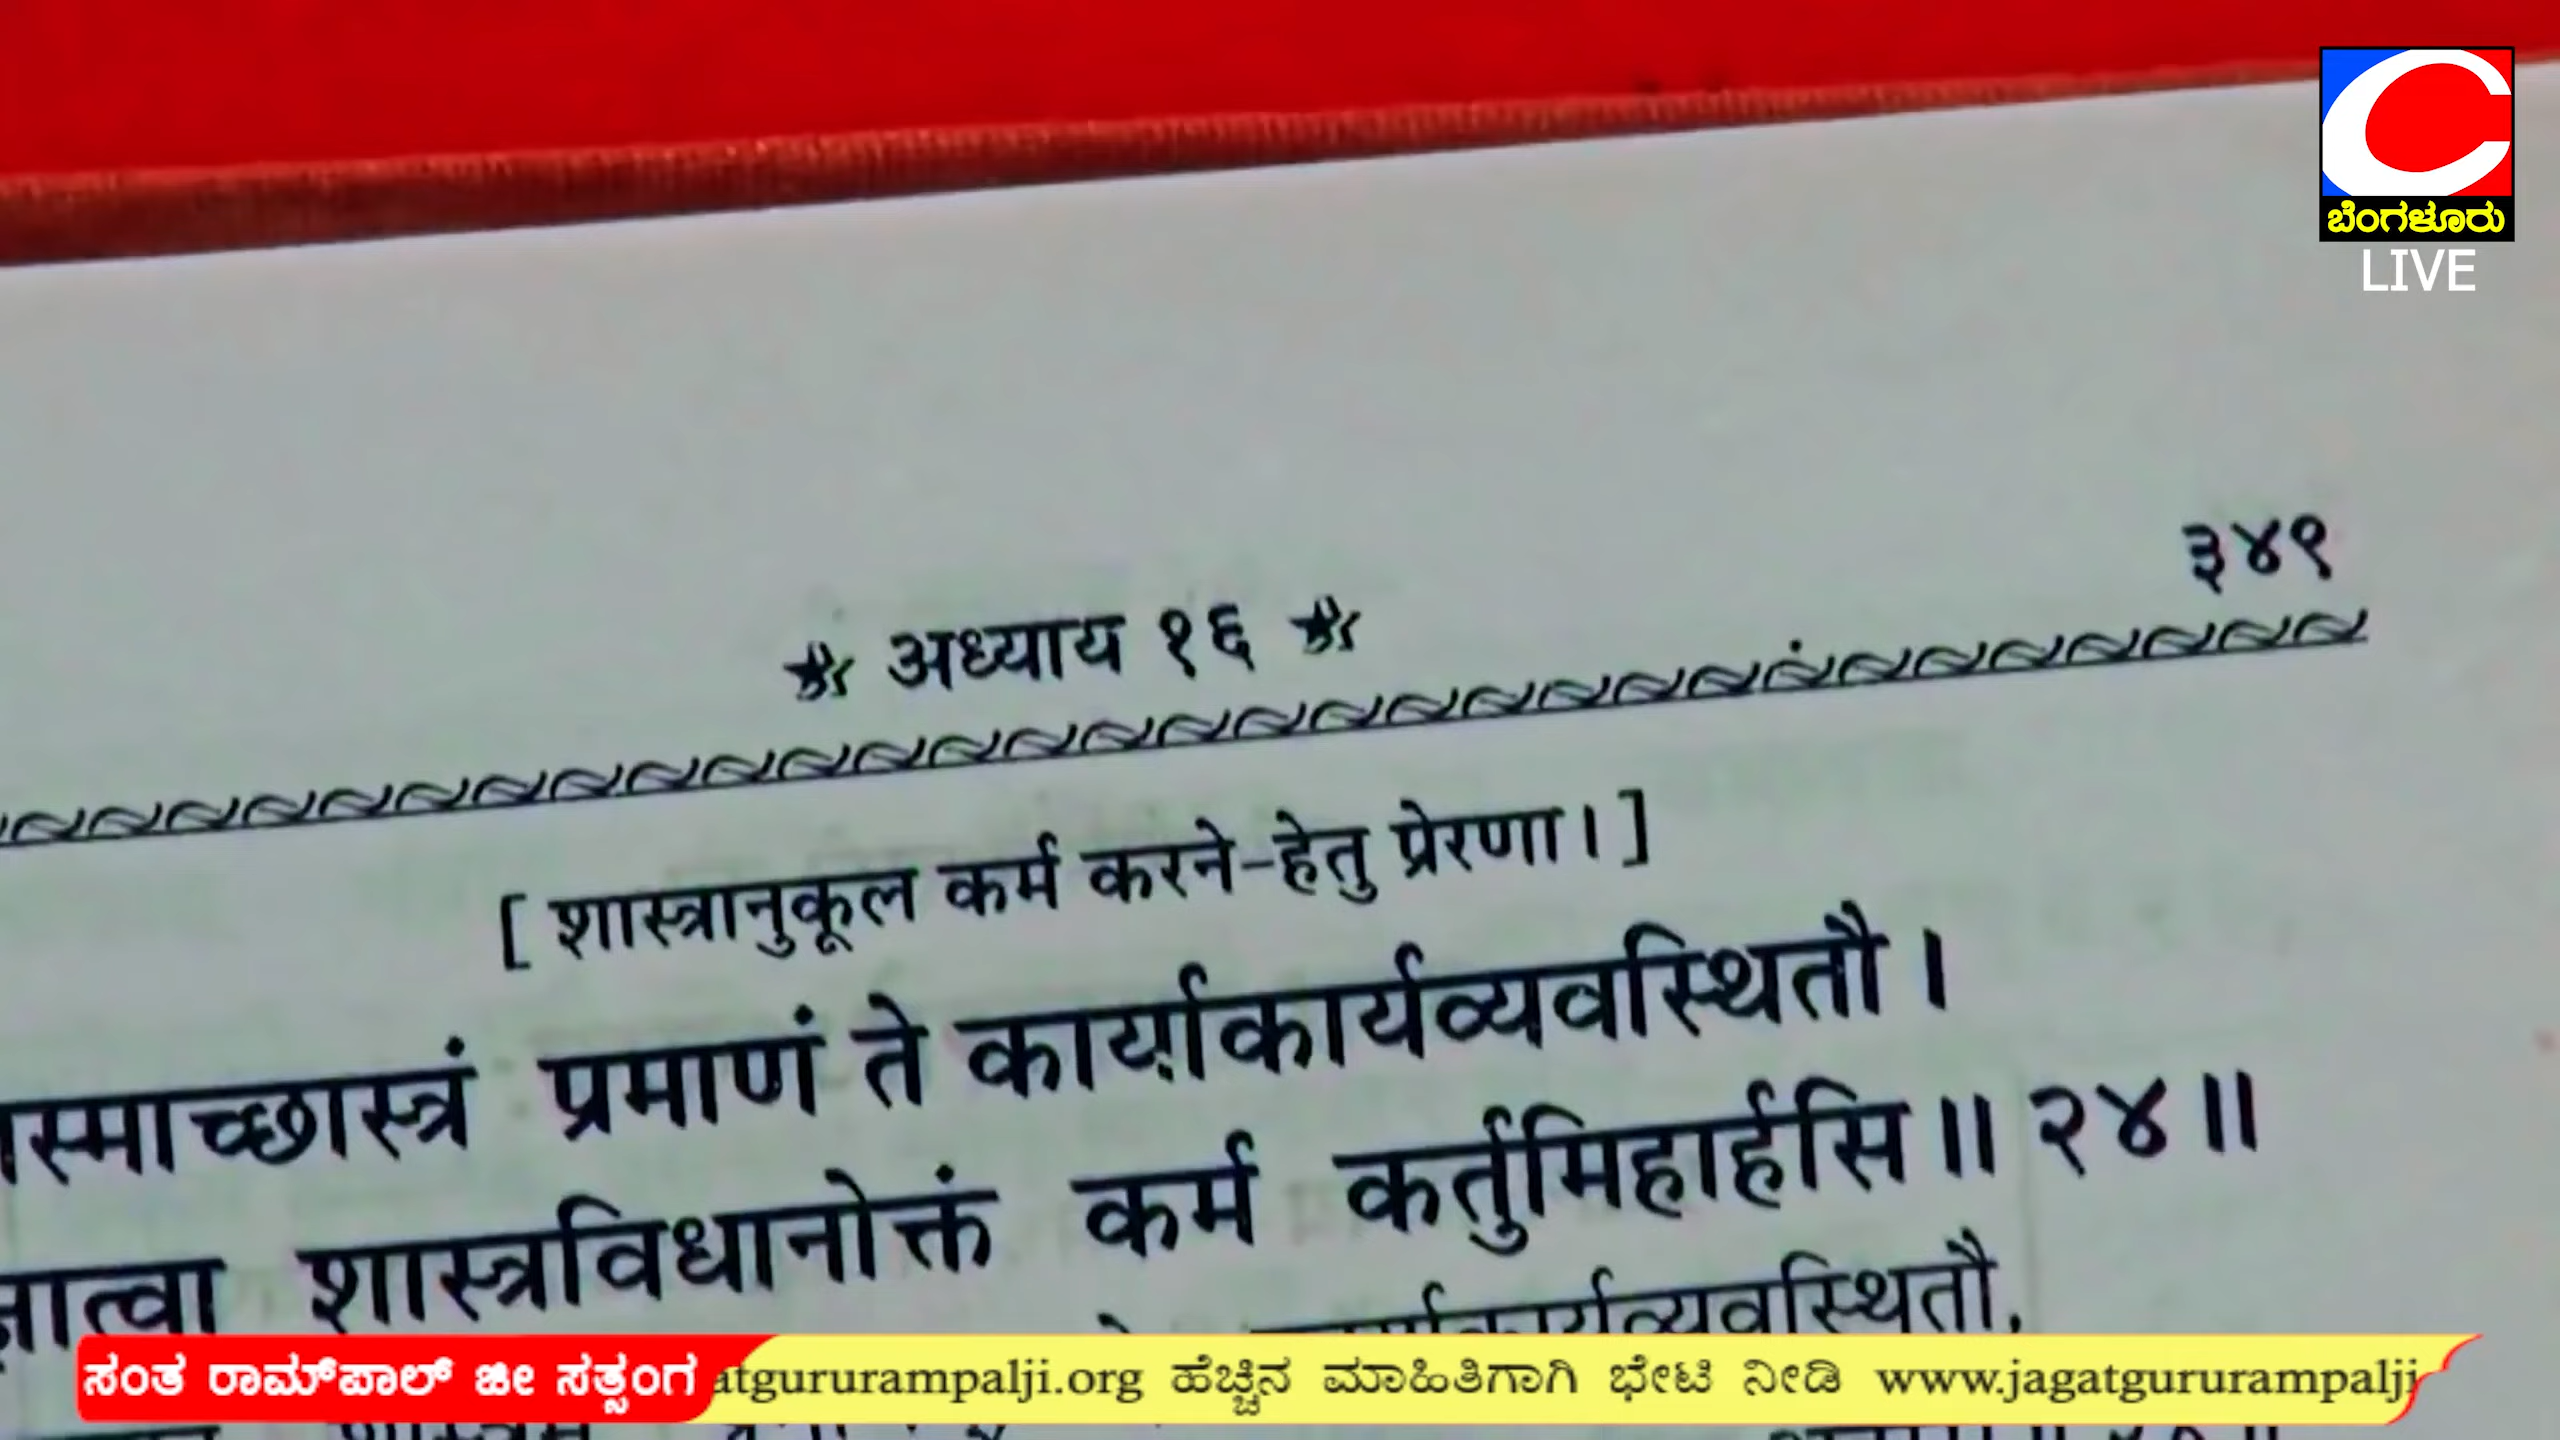 ಬೆಂಗಳೂರು
LIVE
३४९
अध्याय १६
[ शास्त्रानुकूल कर्म करने-हेतु प्रेरणा। ]
स्माच्छास्त्रं प्रमाणं ते कार्याकार्यव्यवस्थितौ ।
ज्ञात्वा शास्त्रविधानोक्तं कर्म कर्तुमिहार्हसि ॥ २४ ॥
कार्याकार्यव्यवस्थितौ,
ಸಂತ ರಾಮ್‌ಪಾಲ್ ಜೀ ಸತ್ಸಂಗ atgururampalji.org ಹೆಚ್ಚಿನ ಮಾಹಿತಿಗಾಗಿ ಭೇಟಿ ನೀಡಿ www.jagatgururampalji